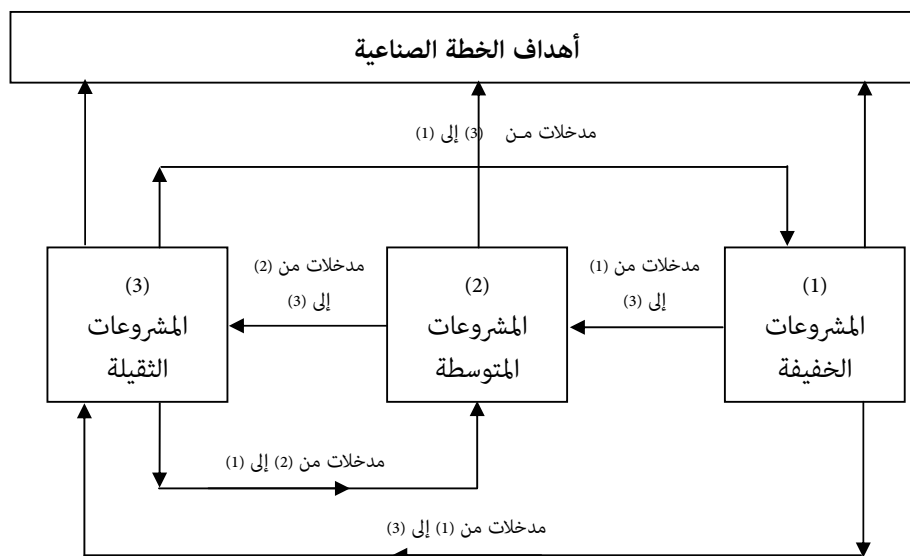 أهداف الخطة الصناعية
مدخلات مـن (3) إلى (1)
مدخلات من (1)
إلى (3)
مدخلات من (2)
إلى (3)
(1)
المشروعات
الخفيفة
(2)
المشروعات
المتوسطة
(3)
المشروعات
الثقيلة
مدخلات من (2) إلى (1)
مدخلات من (1) إلى (3)